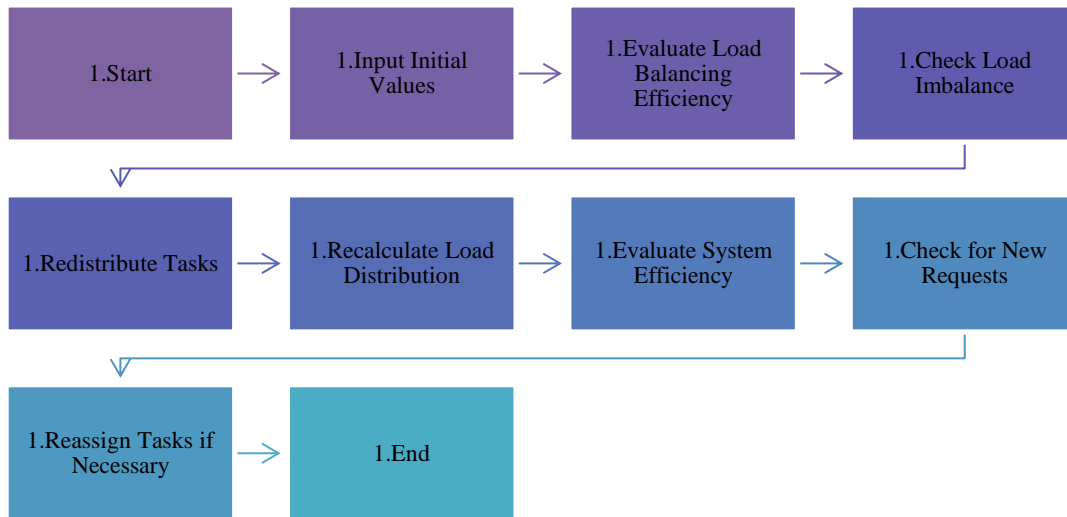 1.Start
1.Input Initial
Values
1.Evaluate Load
Balancing
Efficiency
1.Check Load
Imbalance
1.Redistribute Tasks
1.Recalculate Load
Distribution
1.Evaluate System
Efficiency
1.Check for New
Requests
1.Reassign Tasks if
Necessary
1.End